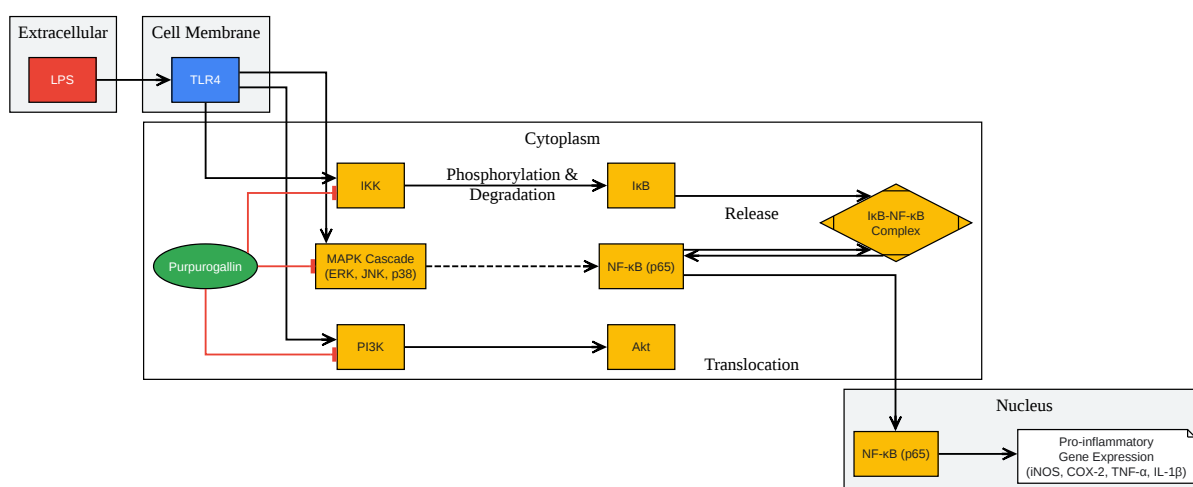 Extracellular
Cell Membrane
LPS
TLR4
Cytoplasm
IKK
Phosphorylation &
Degradation
IκB
Release
IκB-NF-κB
Complex
Purpurogallin
MAPK Cascade
(ERK, JNK, p38)
NF-κB (p65)
PI3K
Akt
Translocation
Nucleus
NF-κB (p65)
Pro-inflammatory
Gene Expression
(iNOS, COX-2, TNF-α, IL-1β)